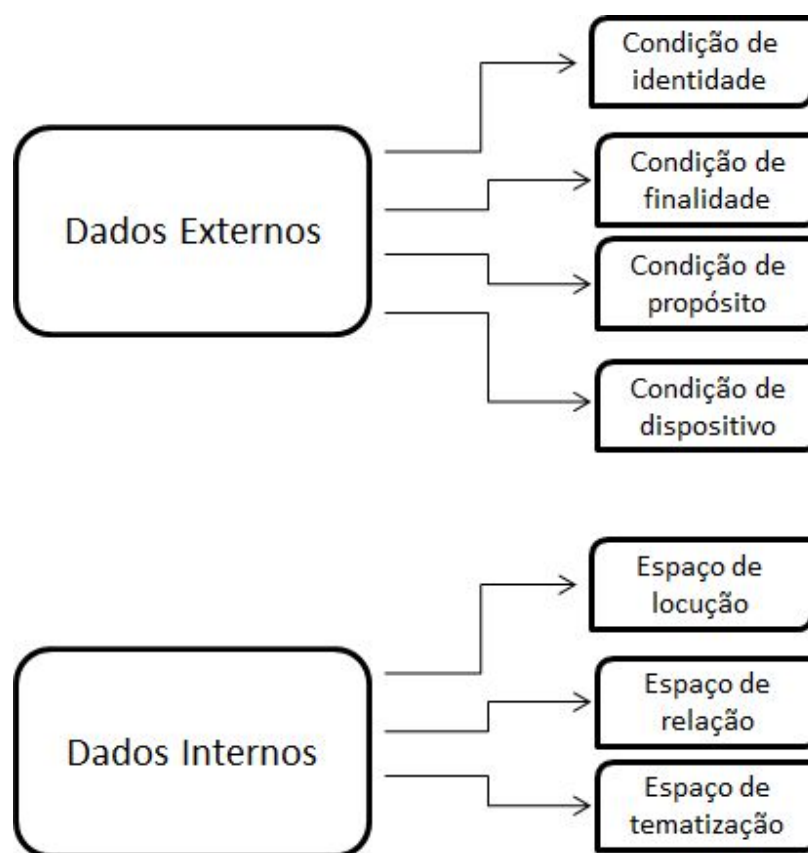 Dados Externos
Condição de
identidade
Condição de
finalidade
Condição de
propósito
Condição de
dispositivo
Dados Internos
Espaço de
locução
Espaço de
relação
Espaço de
tematização